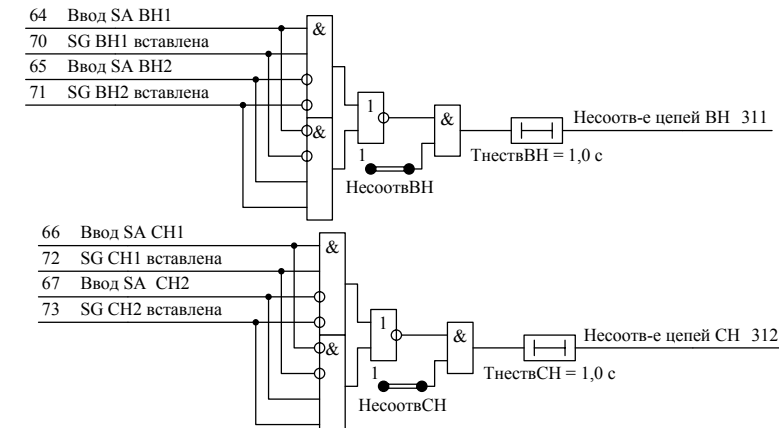 64 Ввод SA ВН1
&
70 SG ВН1 вставлена
65 Ввод SA ВН2
71 SG ВН2 вставлена
1
&
&
Несоотв-е цепей ВН 311
1
ТнествВН = 1,0 с
НесоотвВН
66 Ввод SA СН1
&
72 SG СН1 вставлена
67 Ввод SA СН2
73 SG СН2 вставлена
1
&
&
Несоотв-е цепей СН 312
1
ТнествСН = 1,0 с
НесоотвСН